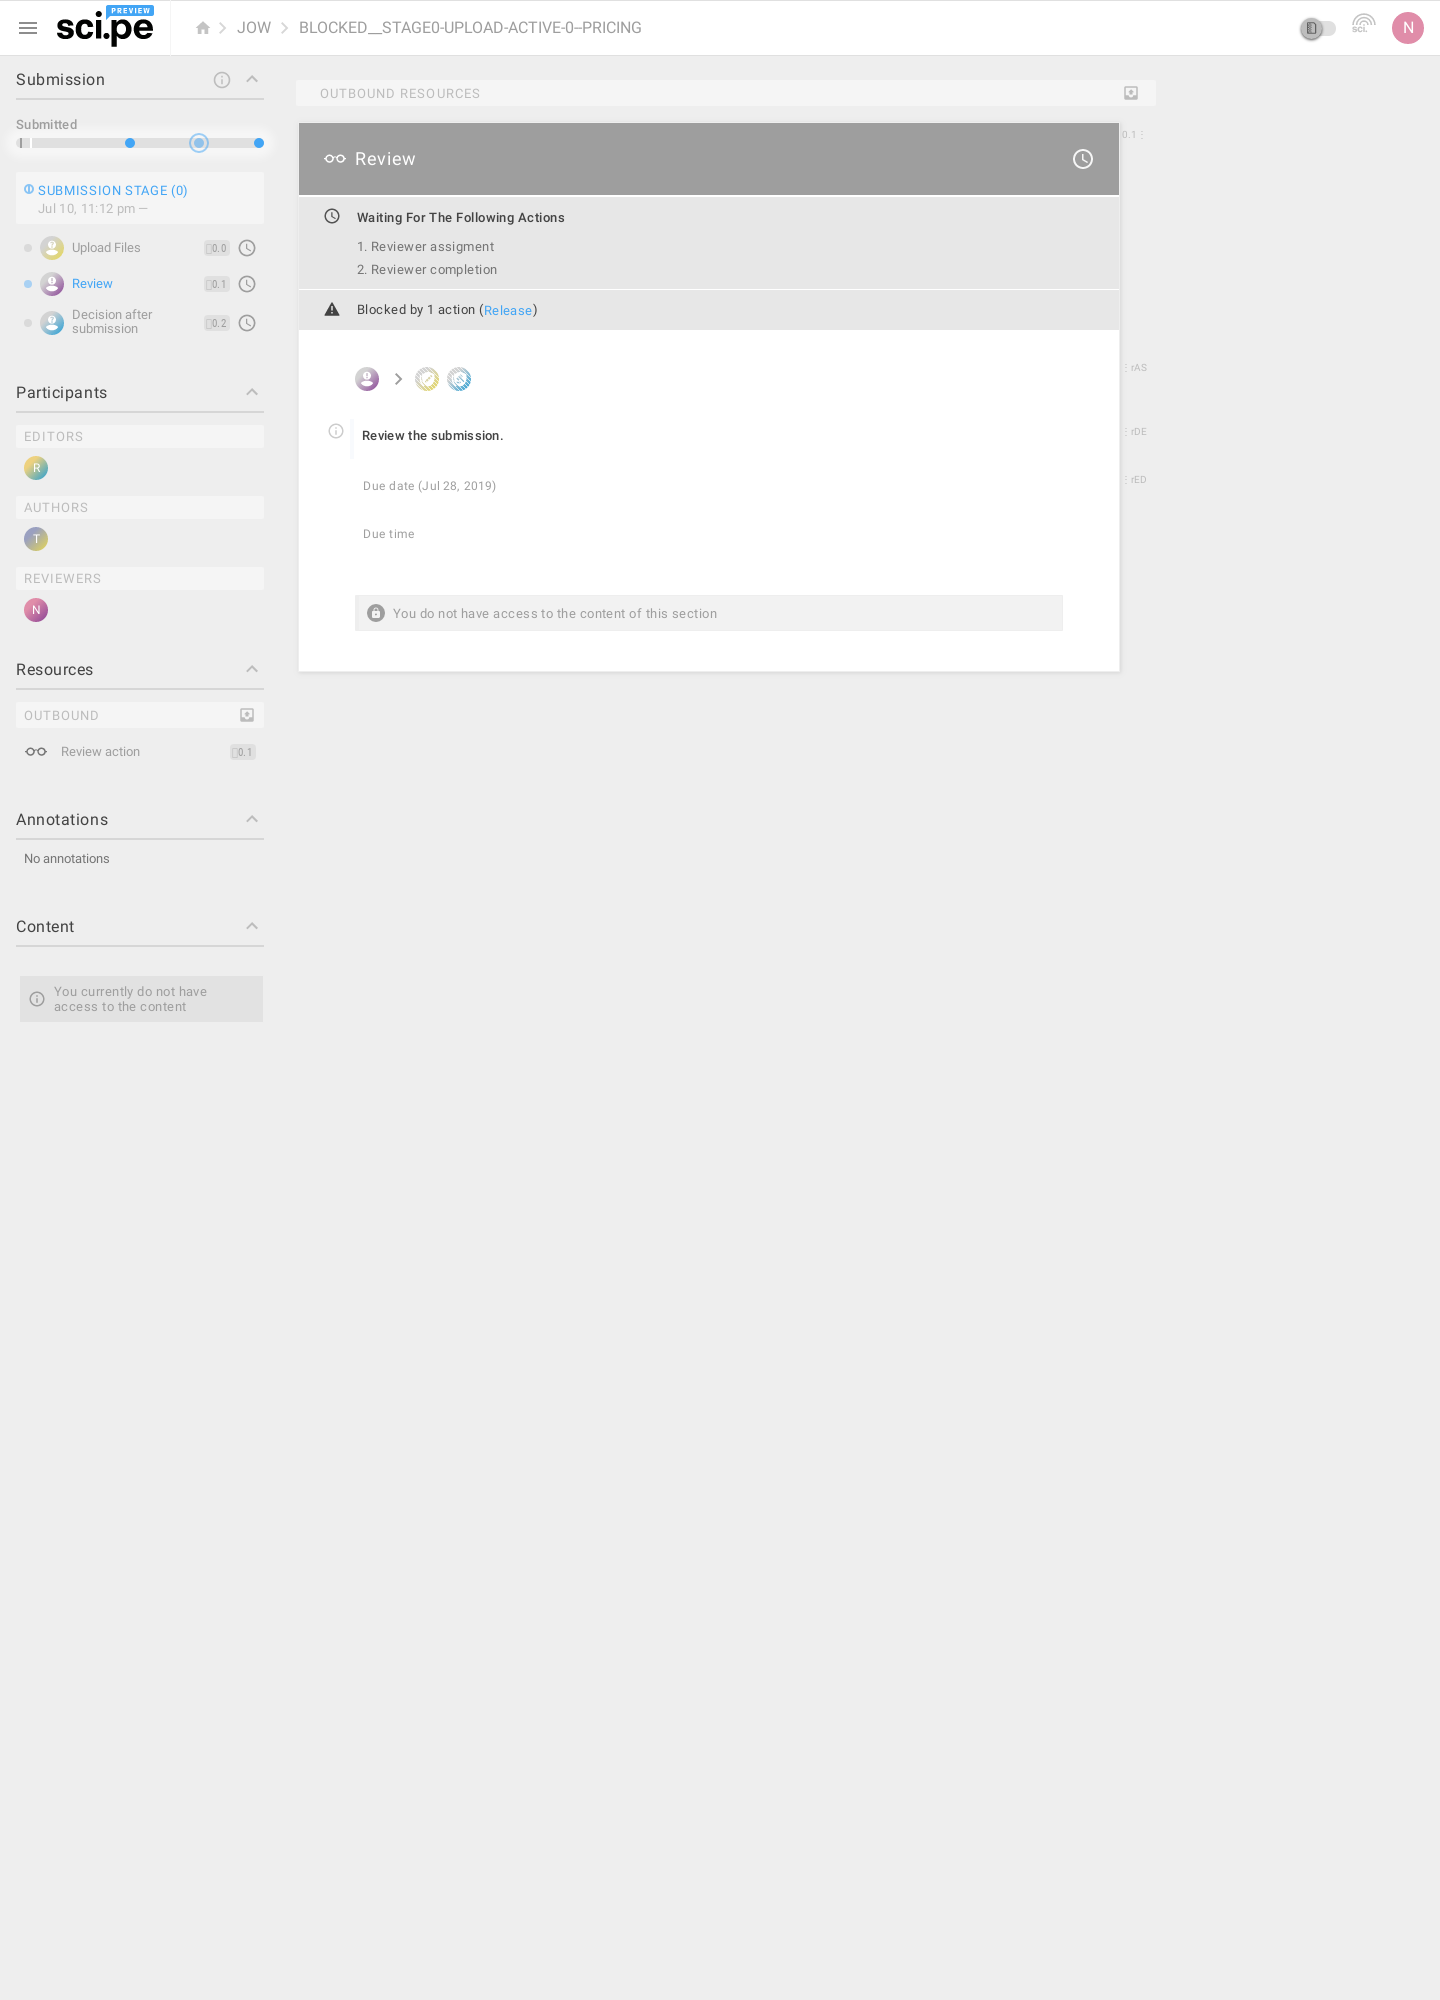 PREVIEW
sci.pe
JOW
BLOCKED__STAGE0-UPLOAD-ACTIVE-0--PRICING
sci.
N
Submission
Submitted
SUBMISSION STAGE (0)
Jul 10, 11:12 pm —
Upload Files
0.0
Review
0.1
Decision after
submission
0.2
Participants
EDITORS
R
AUTHORS
T
REVIEWERS
N
Resources
OUTBOUND
Review action
0.1
Annotations
No annotations
Content
You currently do not have
access to the content
OUTBOUND RESOURCES
Review
0.1
Waiting For The Following Actions
1. Reviewer assigment
2. Reviewer completion
Blocked by 1 action (Release)
rAS
Review the submission.
rDE
Due date (Jul 28, 2019)
rED
Due time
You do not have access to the content of this section